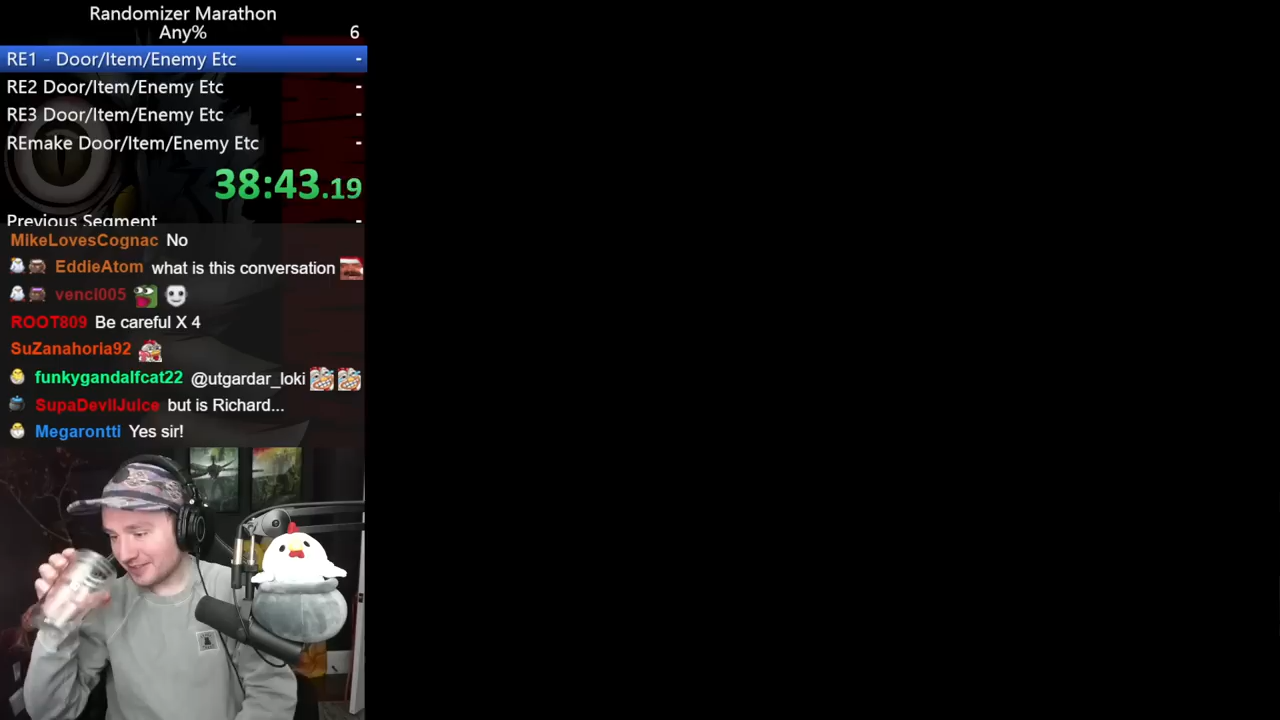 Randomizer Marathon
Any% 6
RE1 - Door/Item/Enemy Etc -
RE2 Door/Item/Enemy Etc -
RE3 Door/Item/Enemy Etc -
REmake Door/Item/Enemy Etc -
38:43.19
Previous Segment -
MikeLovesCognac No
EddieAtom what is this conversation
venci005
ROOT809 Be careful X 4
SuZanahoria92
funkygandalfcat22 @utgardar_loki
SupaDevilJuice but is Richard...
Megarontti Yes sir!